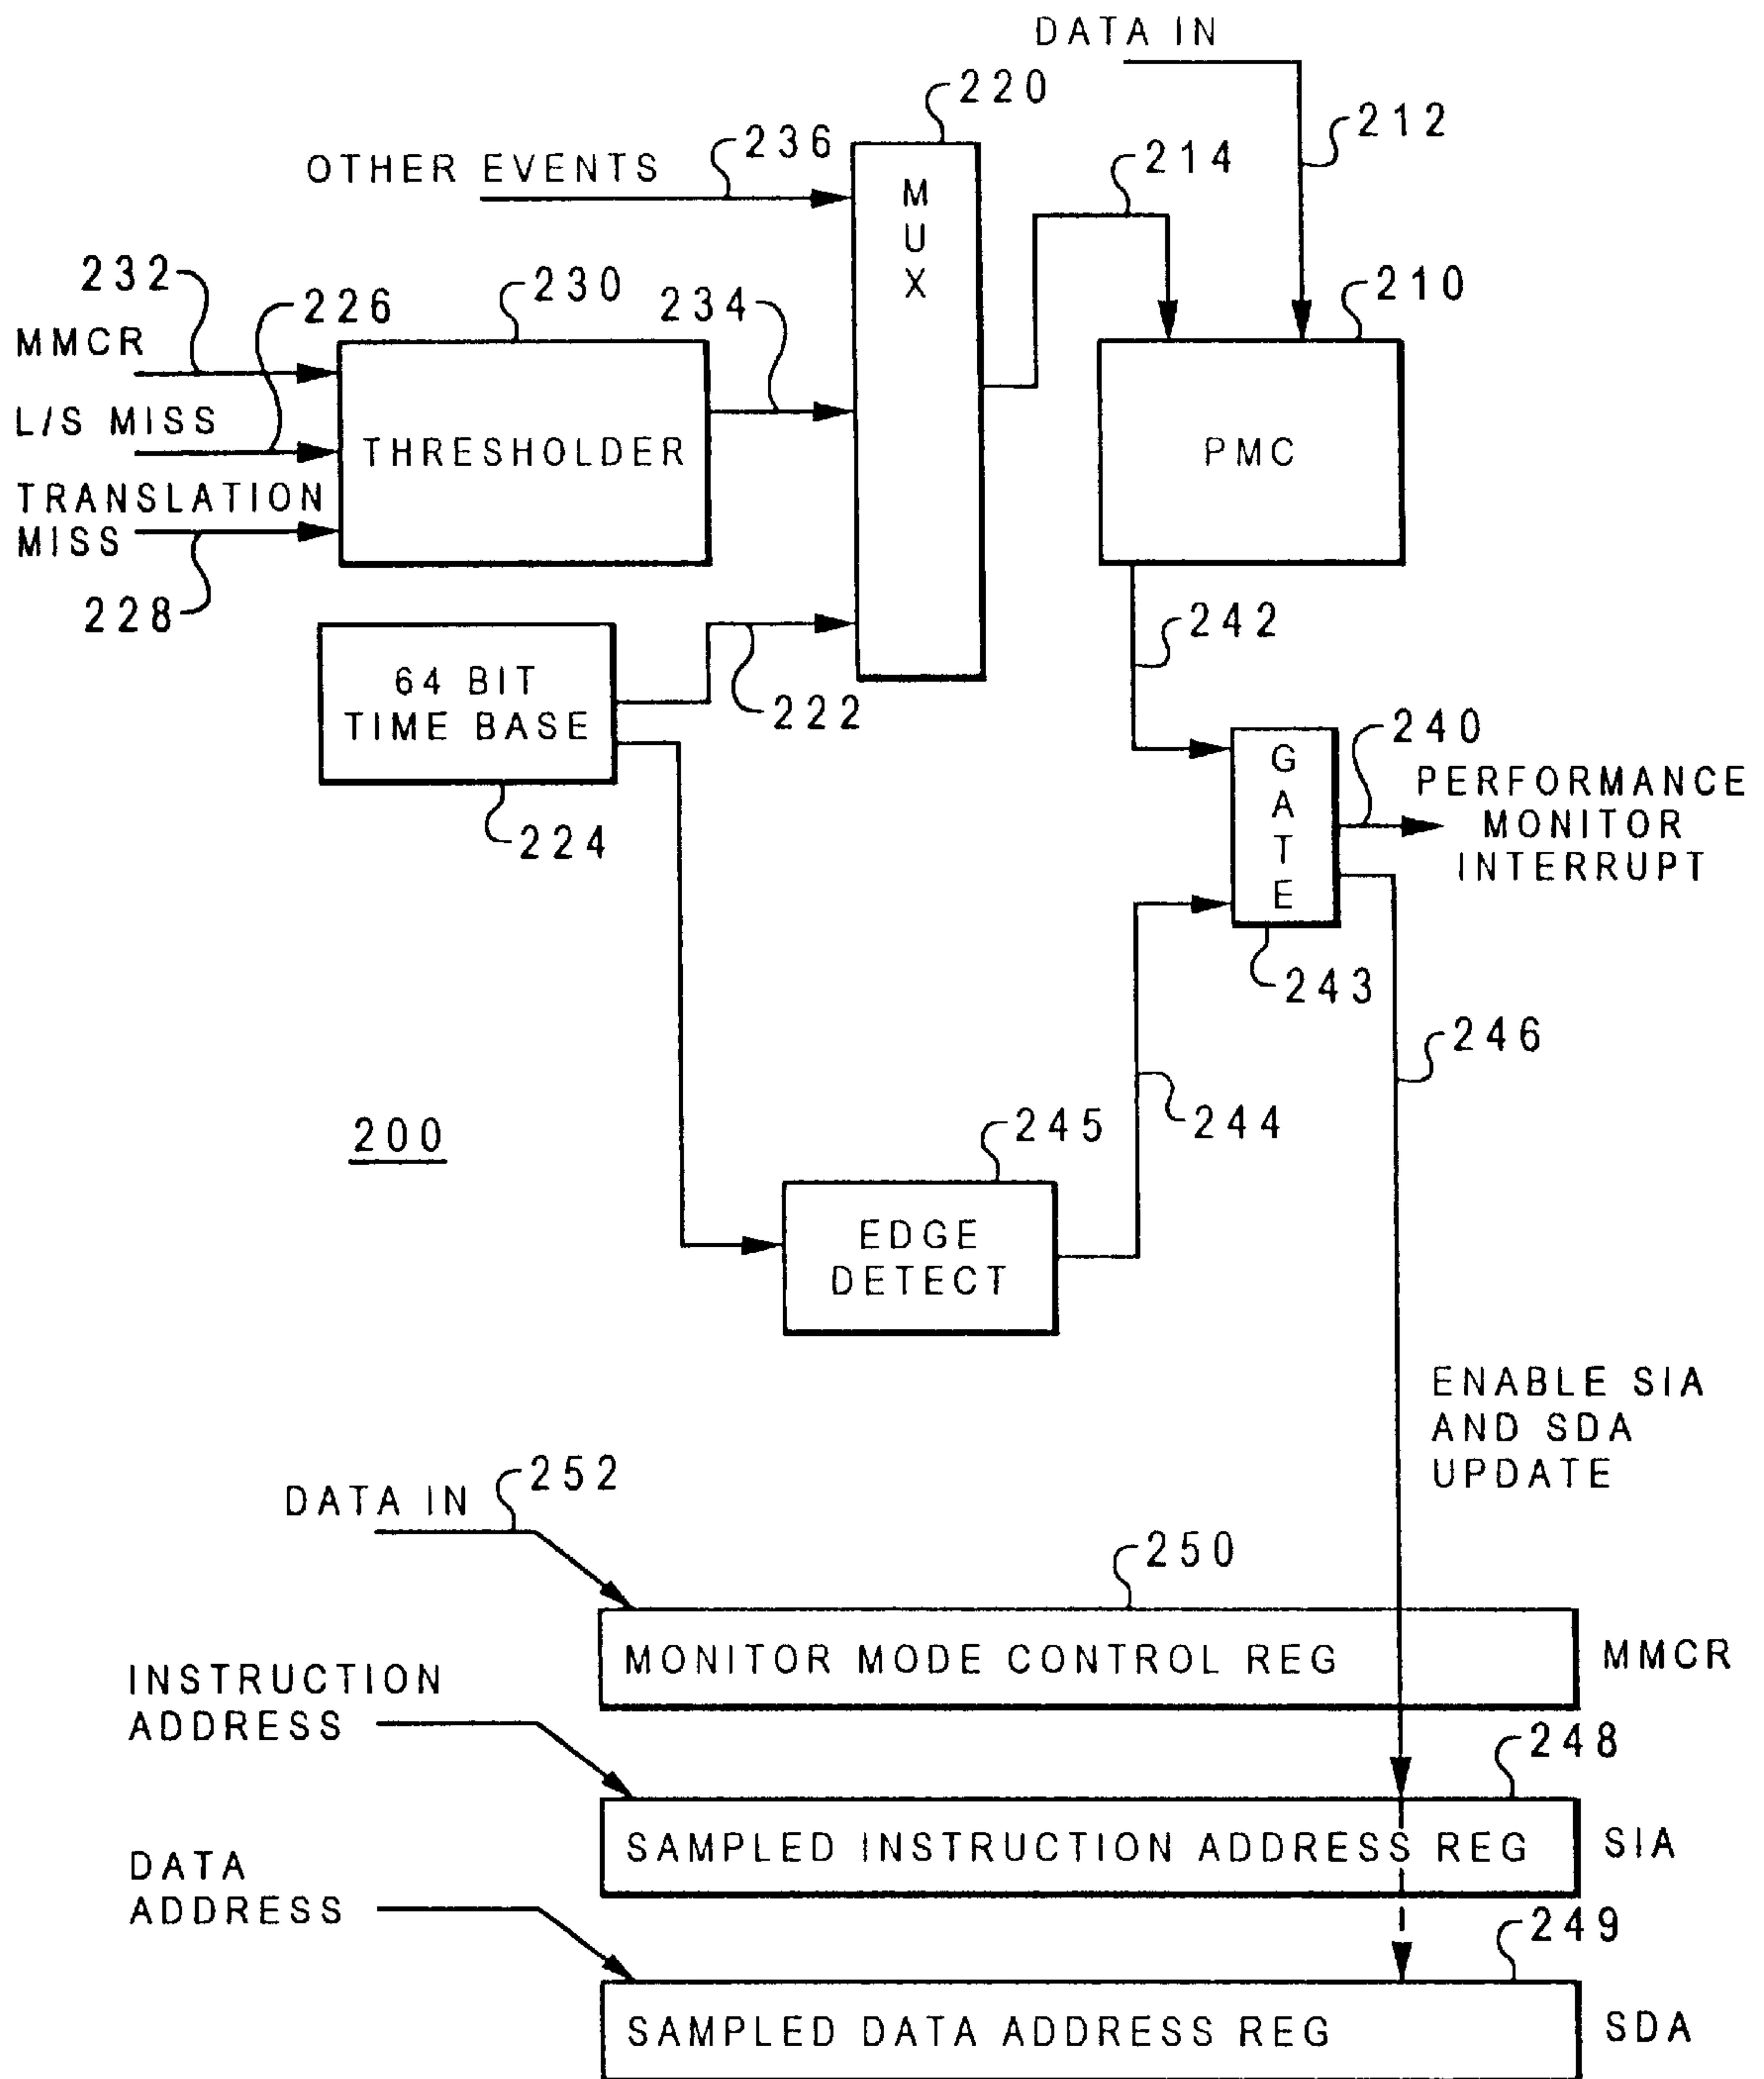 DATA IN
220
236
212
OTHER EVENTS
214
MUX
232
226
230
234
210
MMCR
L/S MISS
THRESHOLDER
PMC
TRANSLATION
MISS
228
242
64 BIT
TIME BASE
222
240
GATE
PERFORMANCE
MONITOR
INTERRUPT
224
243
246
200
245
244
EDGE
DETECT
ENABLE SIA
AND SDA
UPDATE
252
DATA IN
250
MONITOR MODE CONTROL REG
MMCR
INSTRUCTION
ADDRESS
248
SAMPLED INSTRUCTION ADDRESS REG
SIA
DATA
ADDRESS
249
SAMPLED DATA ADDRESS REG
SDA